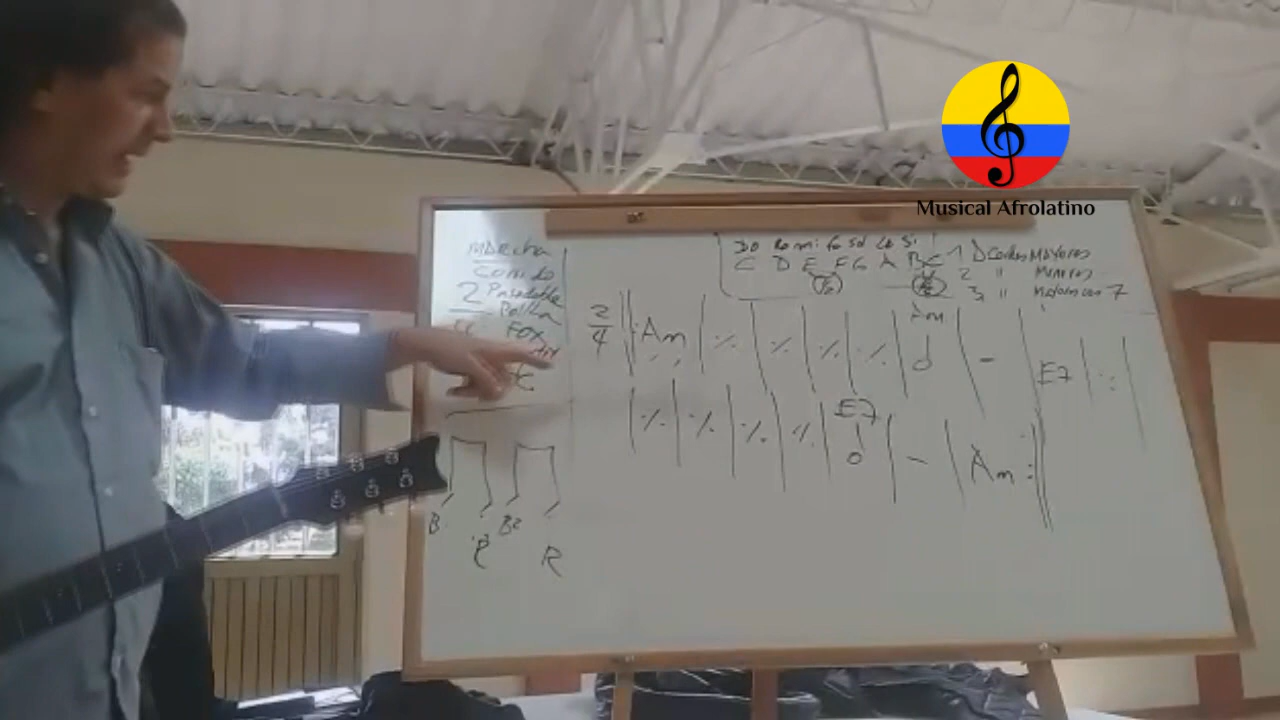 Musical Afrolatino
Marcha
Corrido
2 Pasodoble
Polka
Fox
Do Re mi fa sol La Si
C D E F G A B C
1 Acordes Mayores
2 " Menores
3 " Mayores con 7
Am
2/4 Am ٪ ٪ ٪ ٪ - E7 ٪
E7
٪ ٪ ٪ ٪ - Am
B B2
R R